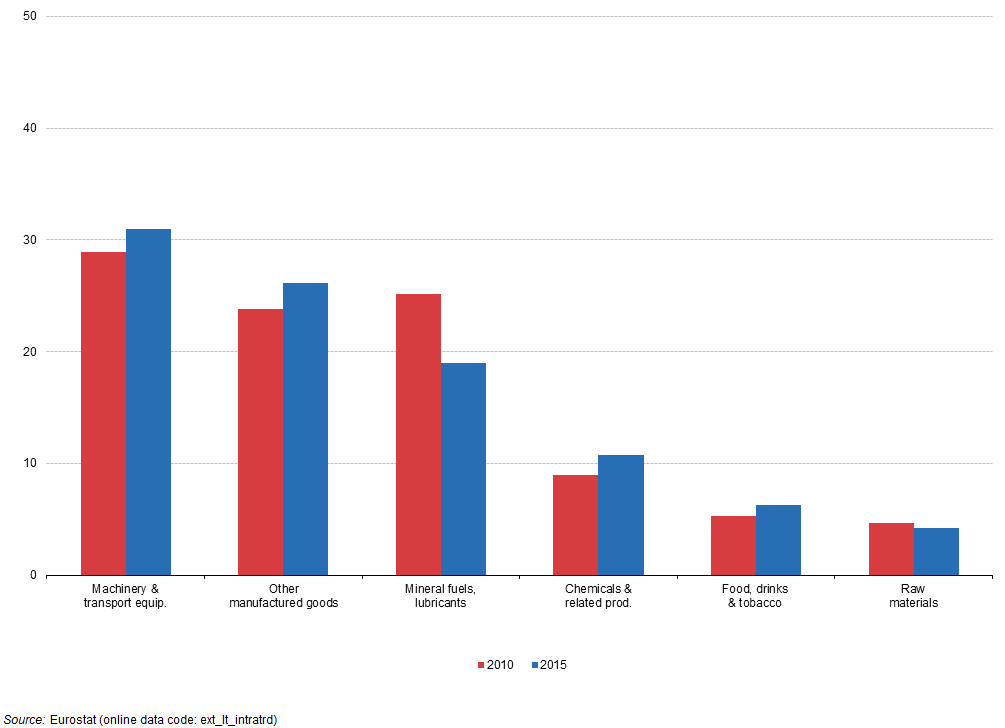 50
40
30
20
10
0
Machinery &
transport equip.
Other
manufactured goods
Mineral fuels,
lubricants
Chemicals &
related prod.
Food, drinks
& tobacco
Raw
materials
2010 2015
Source: Eurostat (online data code: ext_lt_intratrd)